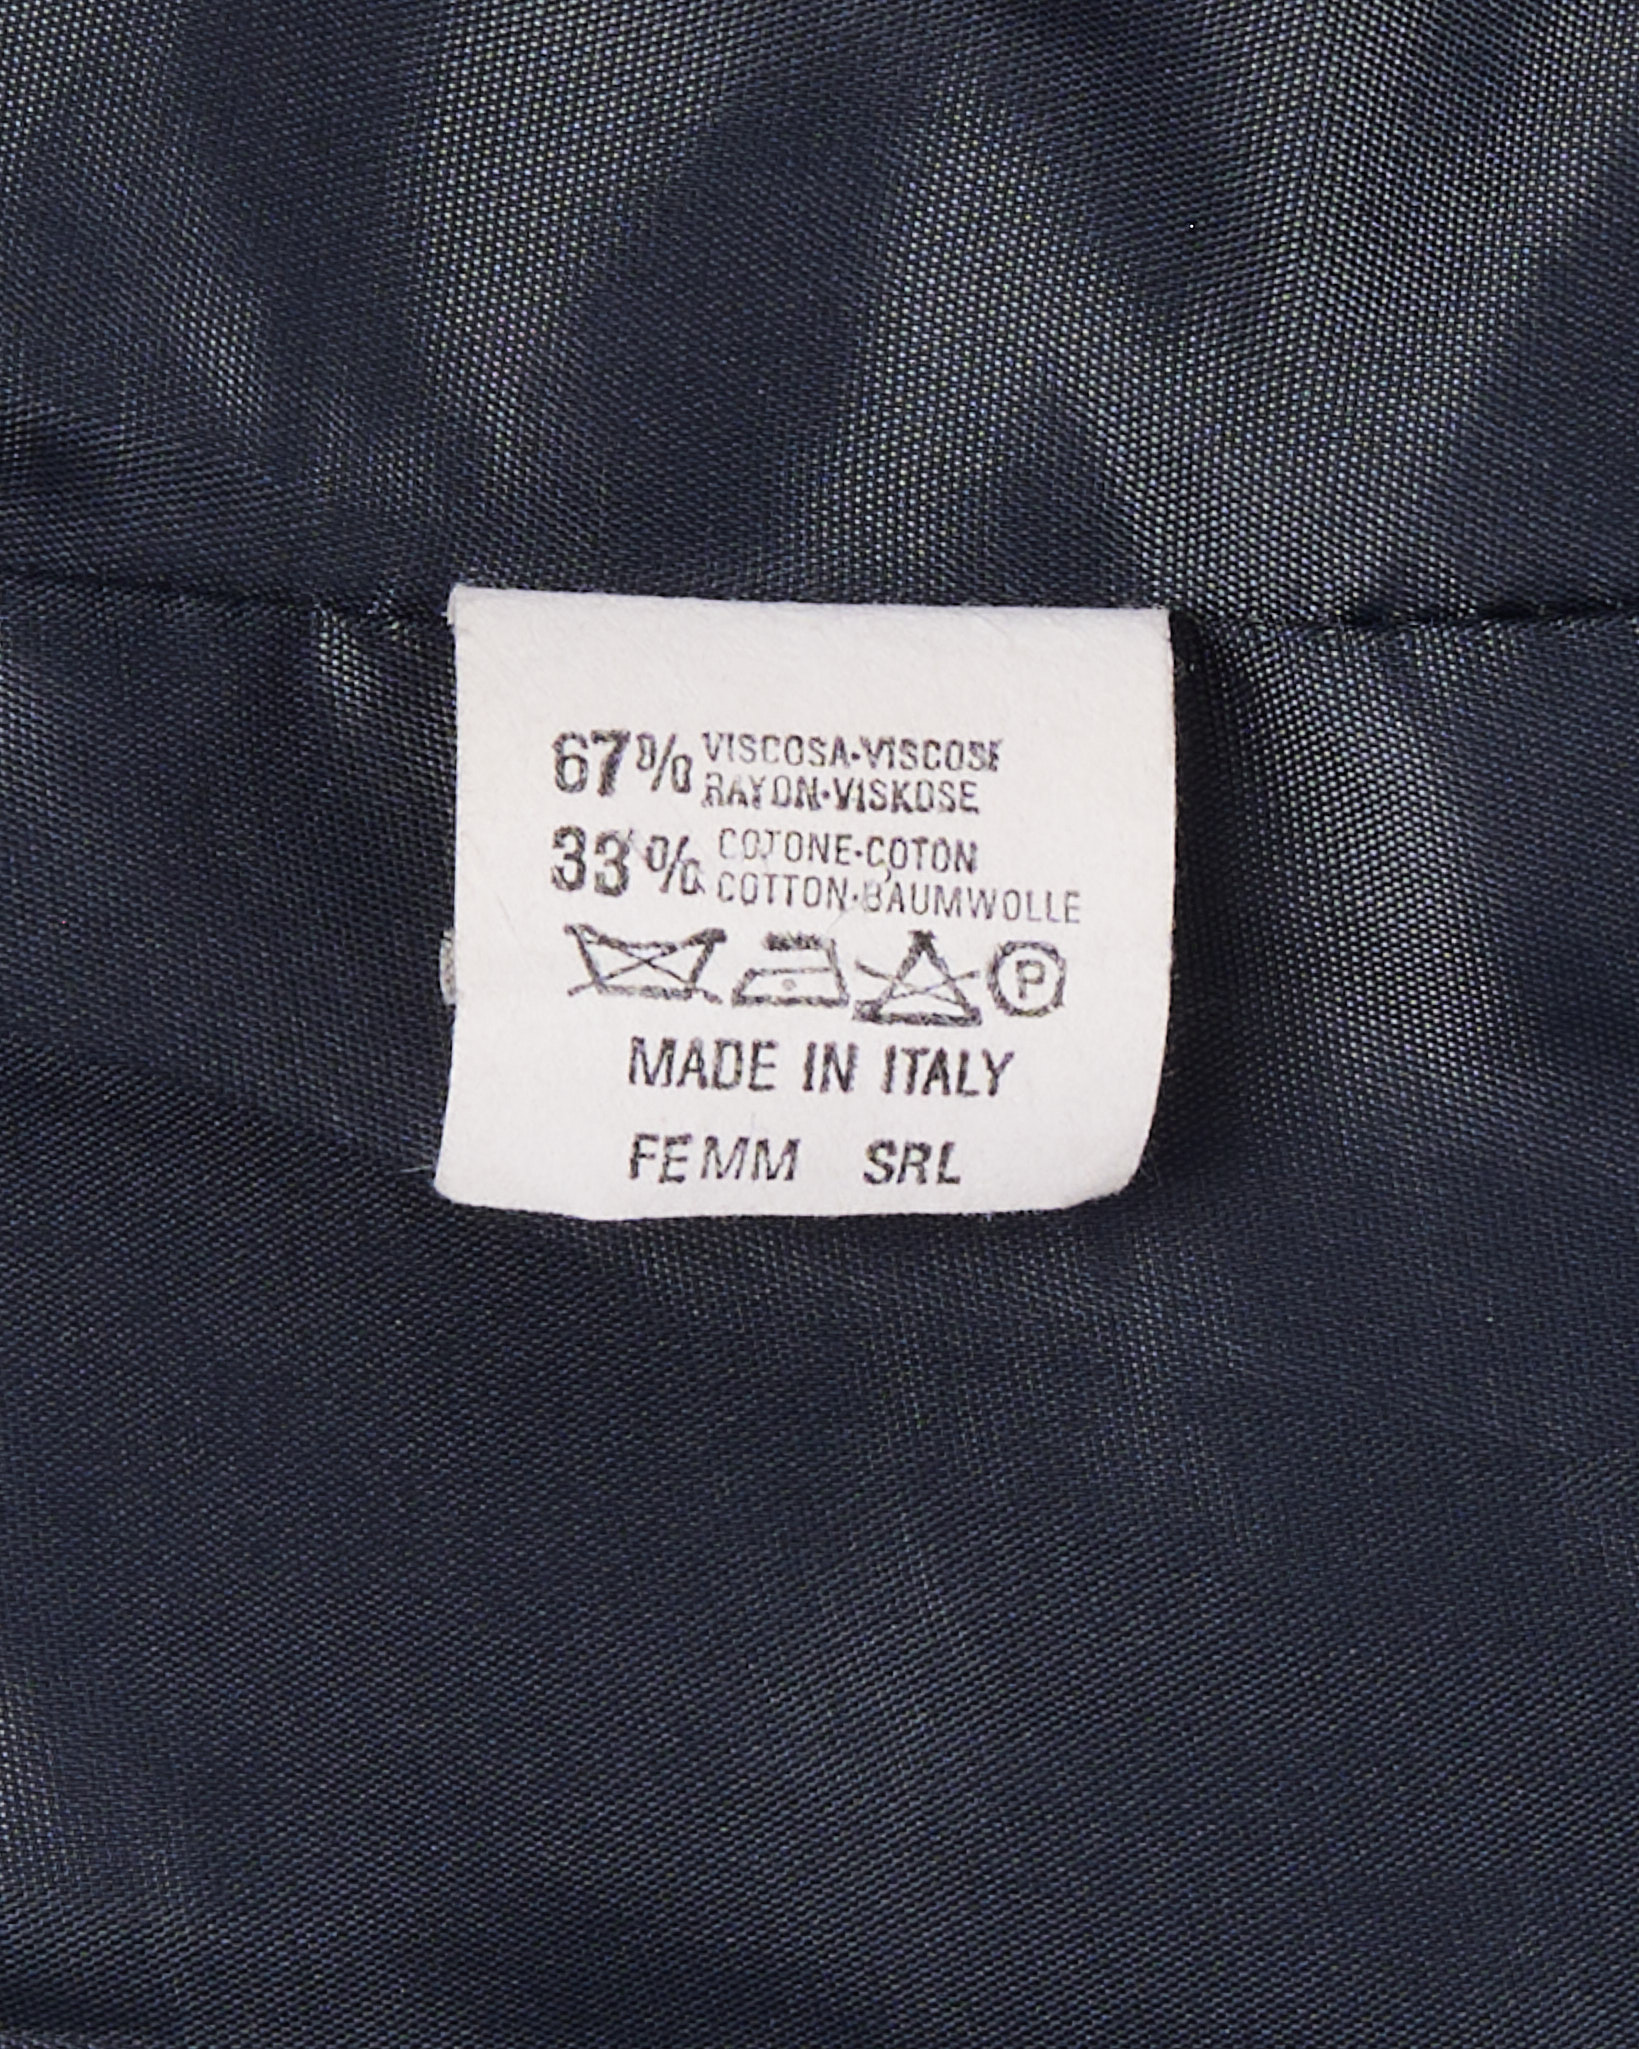 67% VISCOSA·VISCOSE
RAYON·VISKOSE
33% COTONE·COTON
COTTON·BAUMWOLLE
P
MADE IN ITALY
FEMM SRL